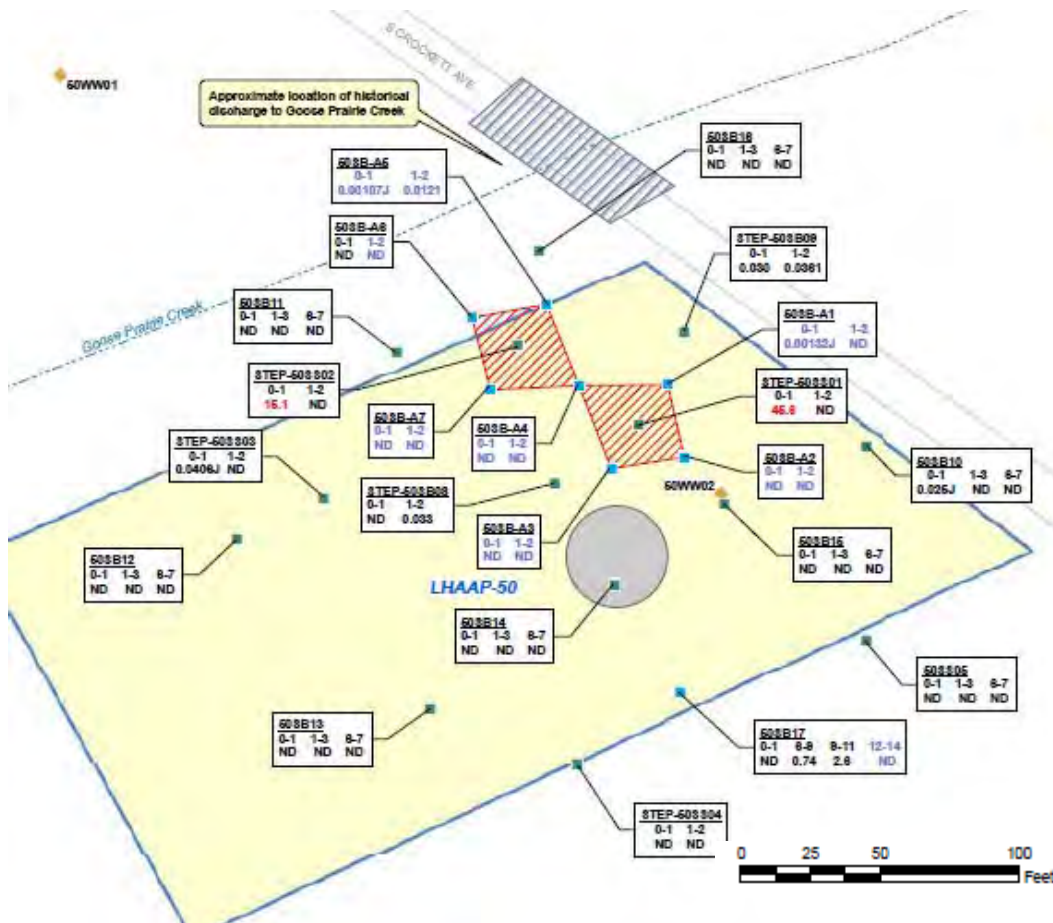 S CROCKETT AVE
50WW01
Approximate location of historical
discharge to Goose Prairie Creek
50SB16
0-1 1-3 6-7
ND ND ND
50SB-A5
0-1 1-2
0.00107J 0.0121
50SB-A6
0-1 1-2
ND ND
STEP-50SB09
0-1 1-2
0.030 0.0361
50SB11
0-1 1-3 6-7
ND ND ND
Goose Prairie Creek
50SB-A1
0-1 1-2
0.00132J ND
STEP-50SS02
0-1 1-2
15.1 ND
STEP-50SS01
0-1 1-2
45.6 ND
50SB-A7
0-1 1-2
ND ND
50SB-A4
0-1 1-2
ND ND
STEP-50SS03
0-1 1-2
0.0406J ND
50SB-A2
0-1 1-2
ND ND
50SB10
0-1 1-3 6-7
0.025J ND ND
STEP-50SB08
0-1 1-2
ND 0.033
50WW02
50SB-A3
0-1 1-2
ND ND
50SB15
0-1 1-3 6-7
ND ND ND
50SB12
0-1 1-3 6-7
ND ND ND
LHAAP-50
50SB14
0-1 1-3 6-7
ND ND ND
50SS05
0-1 1-3 6-7
ND ND ND
50SB13
0-1 1-3 6-7
ND ND ND
50SB17
0-1 6-8 9-11 12-14
ND 0.74 2.6 ND
STEP-50SS04
0-1 1-2
ND ND
0 25 50 100
Feet